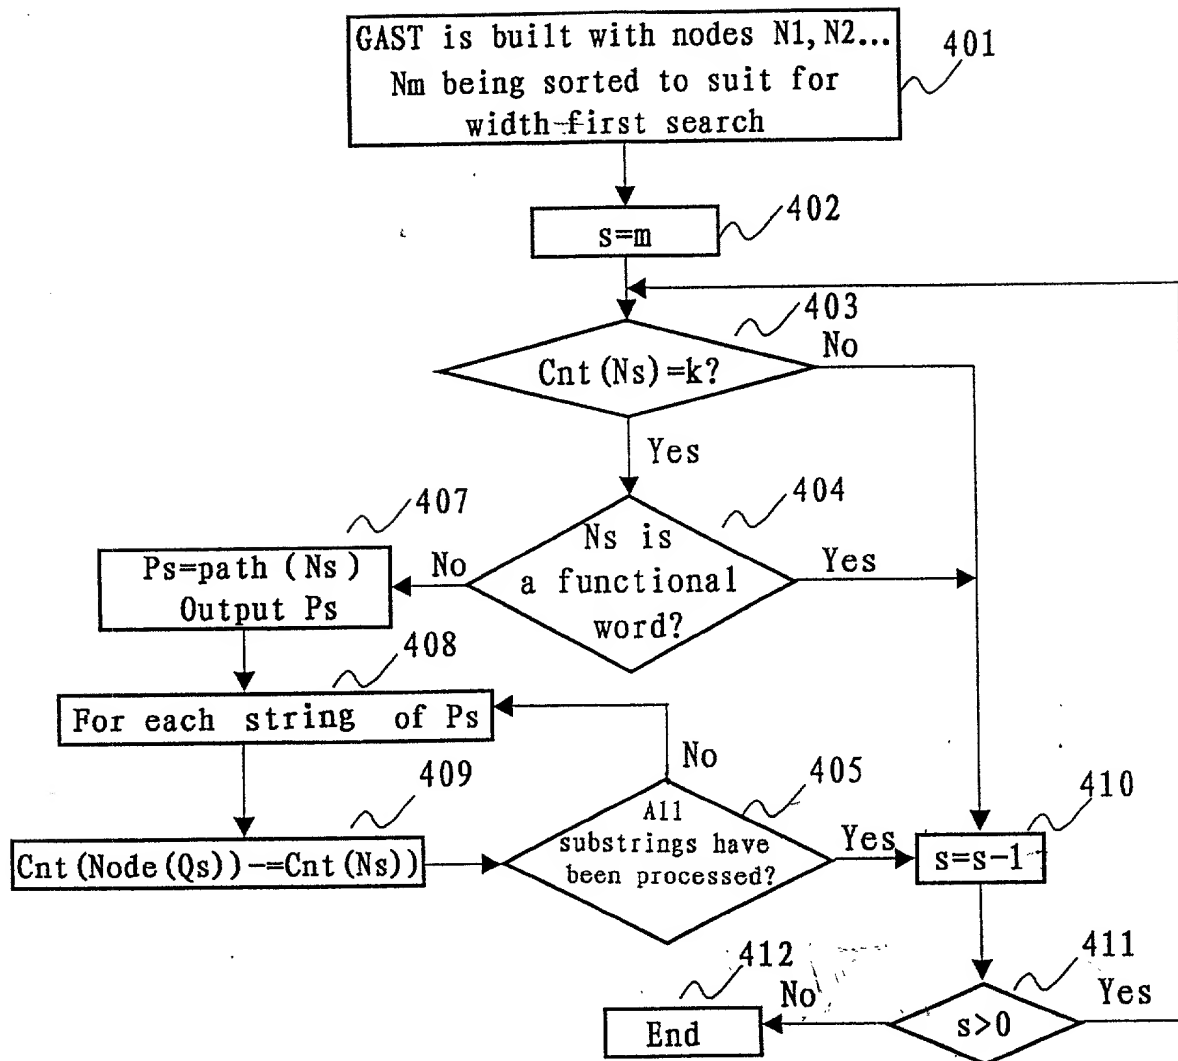 GAST is built with nodes N1, N2...
Nm being sorted to suit for
width-first search
401
s=m
402
403
Cnt(Ns)=k?
No
Yes
404
Ns is
a functional
word?
Yes
No
407
Ps=path (Ns)
Output Ps
408
For each string of Ps
No
409
Cnt(Node(Qs))-=Cnt(Ns))
405
All
substrings have
been processed?
Yes
410
s=s-1
411
s>0
Yes
No
412
End